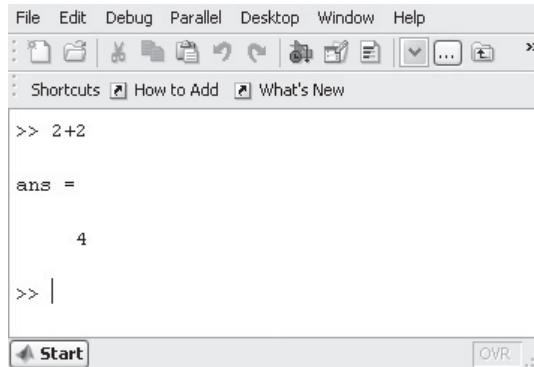 File Edit Debug Parallel Desktop Window Help
...
»
Shortcuts How to Add What's New
>> 2+2
ans =
4
>>
Start
OVR